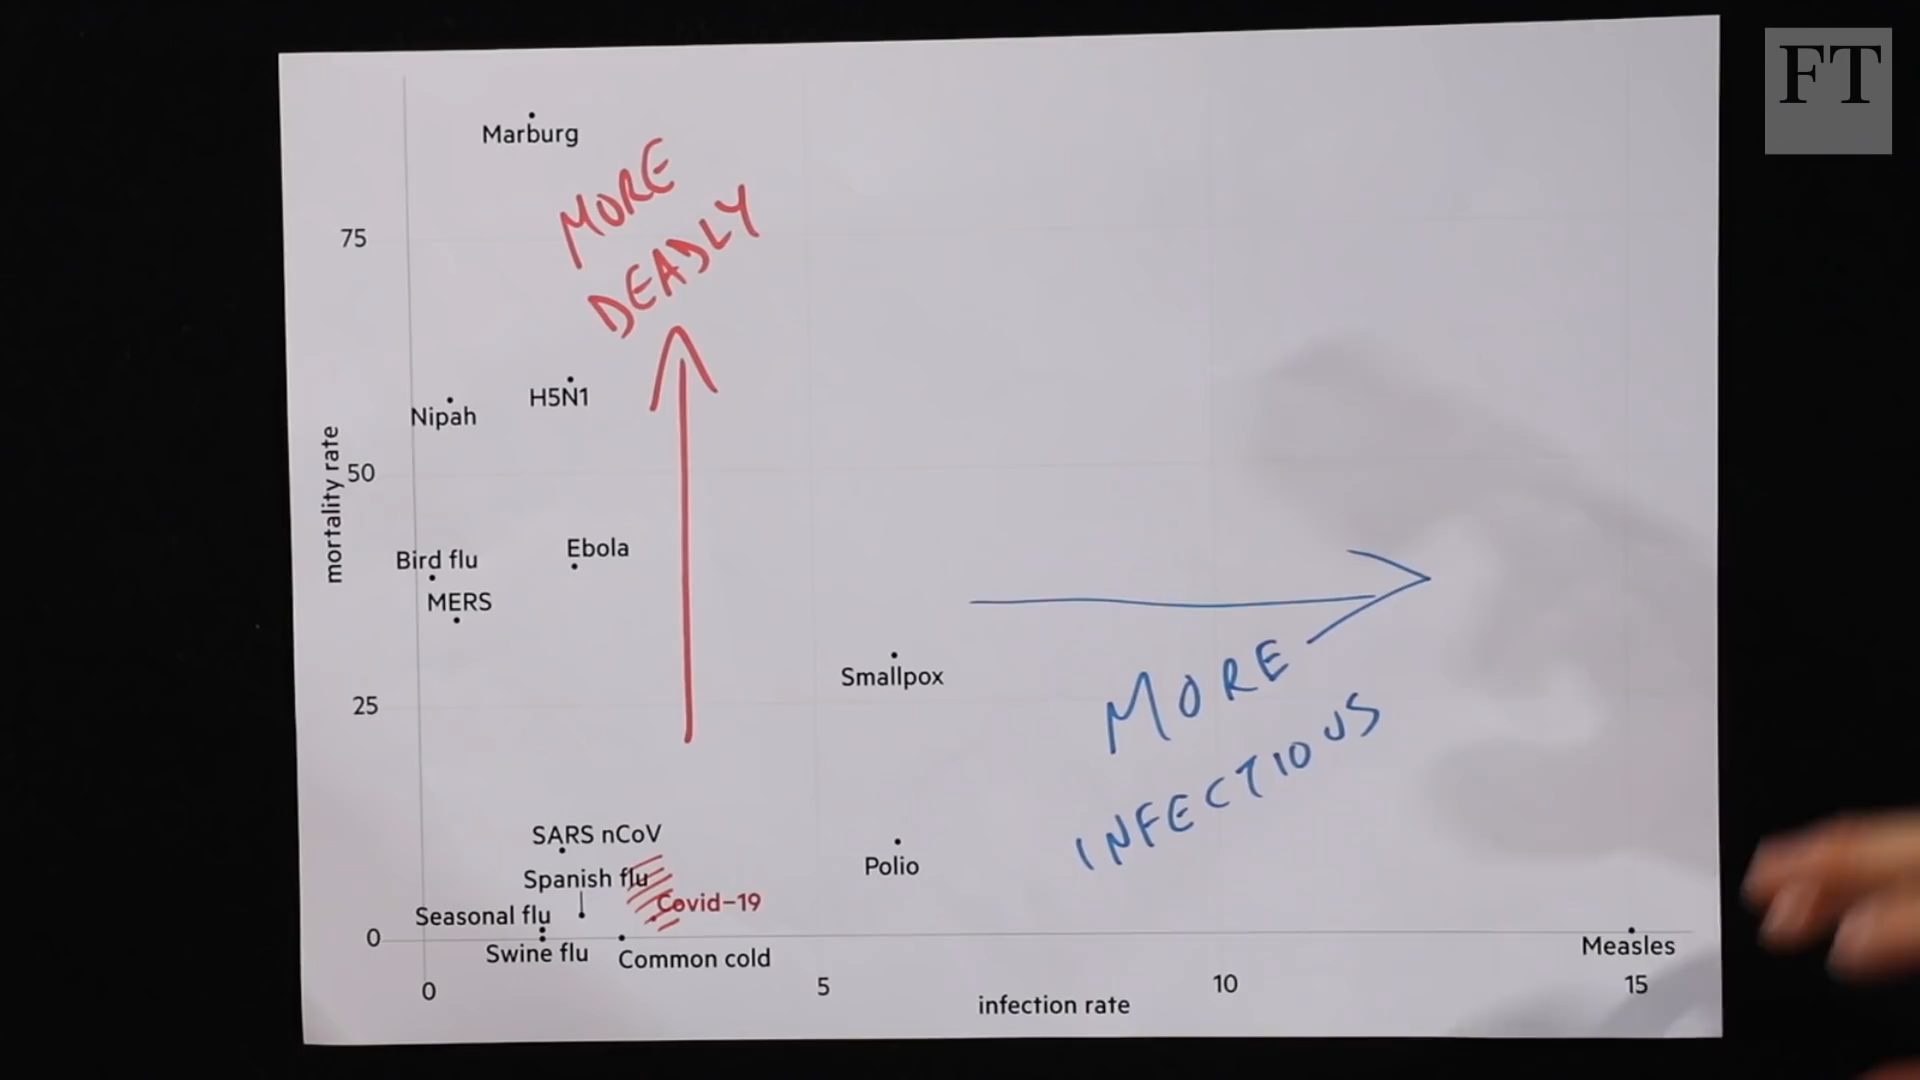 FT
Marburg
MORE
DEADLY
75
H5N1
Nipah
mortality rate
50
Bird flu
Ebola
MERS
MORE
INFECTIOUS
Smallpox
25
SARS nCoV
Spanish flu
Polio
Covid-19
Seasonal flu
0
Swine flu
Common cold
Measles
0
5
10
15
infection rate